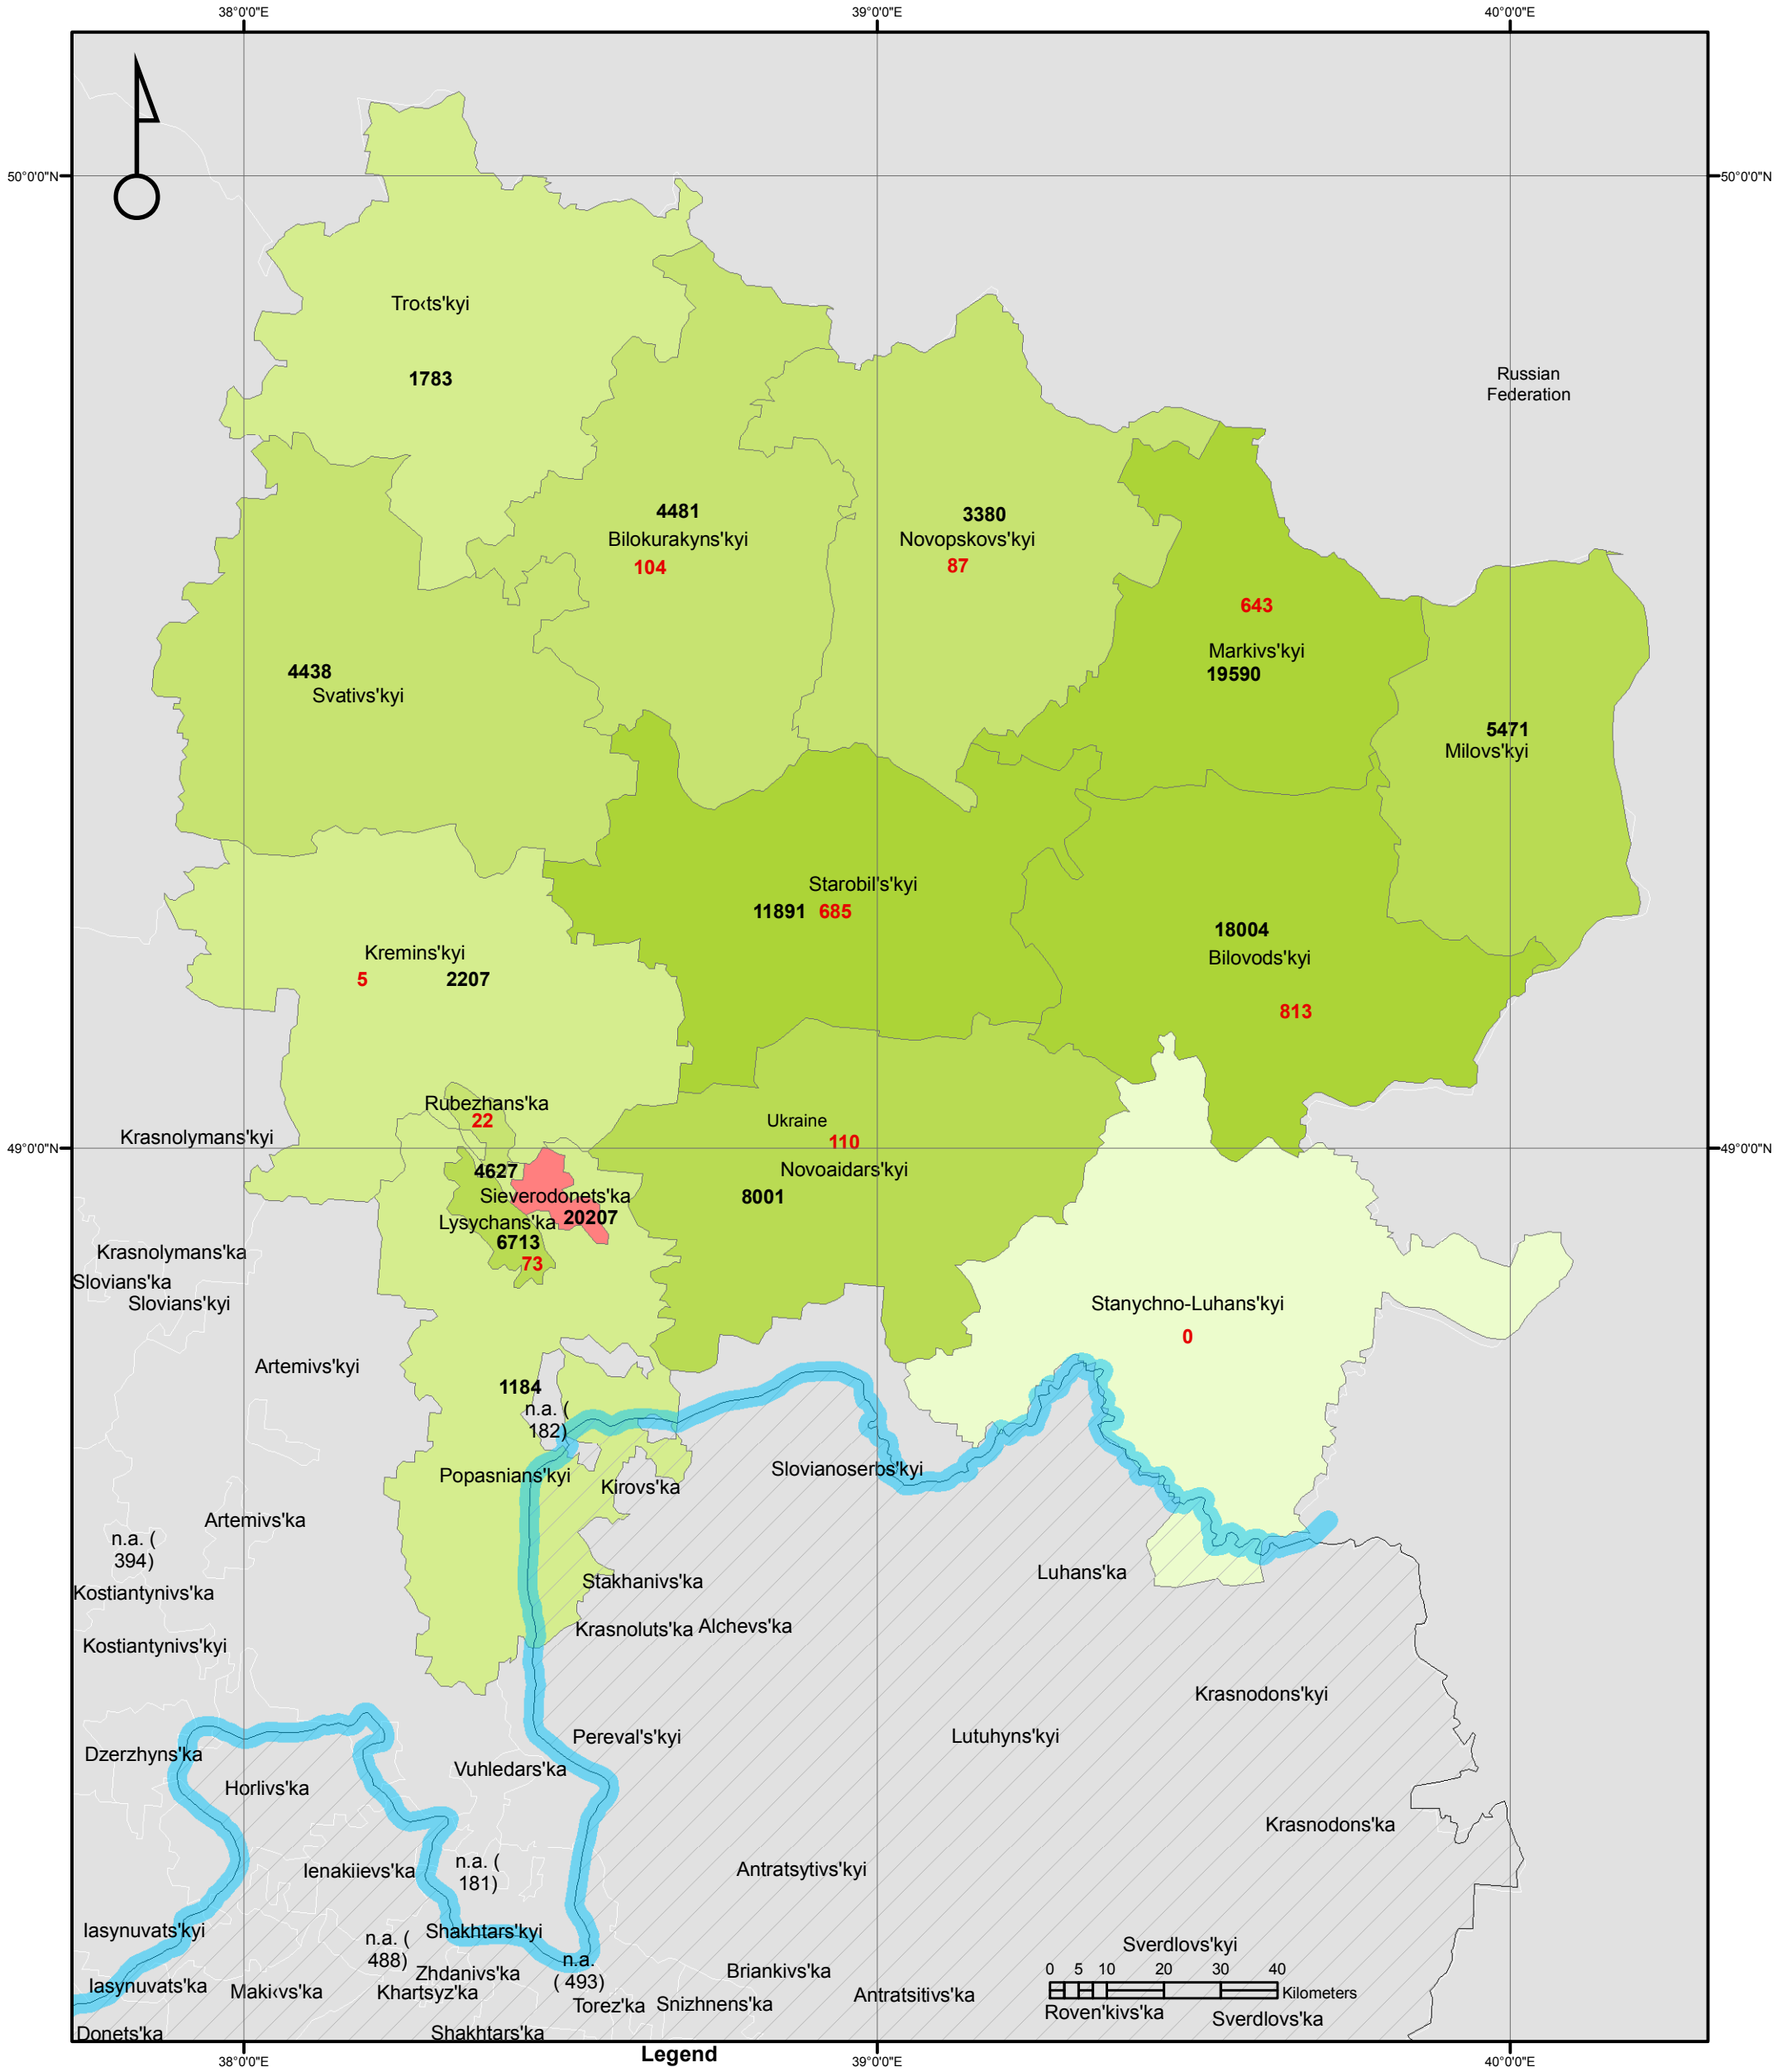 38°0'0"E
39°0'0"E
40°0'0"E
50°0'0"N
50°0'0"N
Tro‹ts'kyi
1783
Russian
Federation
4481
Bilokurakyns'kyi
104
3380
Novopskovs'kyi
87
643
Markivs'kyi
19590
4438
Svativs'kyi
5471
Milovs'kyi
Starobil's'kyi
11891 685
18004
Bilovods'kyi
813
Kremins'kyi
5 2207
Rubezhans'ka
22
Ukraine
110
Krasnolymans'kyi
49°0'0"N
49°0'0"N
4627
Novoaidars'kyi
8001
Sieverodonets'ka
20207
Lysychans'ka
6713
73
Krasnolymans'ka
Slovians'ka
Slovians'kyi
Stanychno-Luhans'kyi
0
Artemivs'kyi
1184
n.a. (
182)
Popasnians'kyi
Kirovs'ka
Slovianoserbs'kyi
Artemivs'ka
n.a. (
394)
Kostiantynivs'ka
Stakhanivs'ka
Luhans'ka
Krasnoluts'ka Alchevs'ka
Kostiantynivs'kyi
Krasnodons'kyi
Pereval's'kyi
Lutuhyns'kyi
Dzerzhyns'ka
Vuhledars'ka
Horlivs'ka
Krasnodons'ka
Ienakiievs'ka
n.a. (
181)
Antratsytivs'kyi
Iasynuvats'kyi
Shakhtars'kyi
n.a. (
488)
Sverdlovs'kyi
n.a.
( 493)
Zhdanivs'ka
Briankivs'ka
0 5 10 20 30 40
Kilometers
Iasynuvats'ka
Maki‹vs'ka
Khartsyz'ka
Torez'ka
Snizhnens'ka
Antratsitivs'ka
Roven'kivs'ka
Sverdlovs'ka
Donets'ka
Shakhtars'ka
Legend
38°0'0"E
39°0'0"E
40°0'0"E